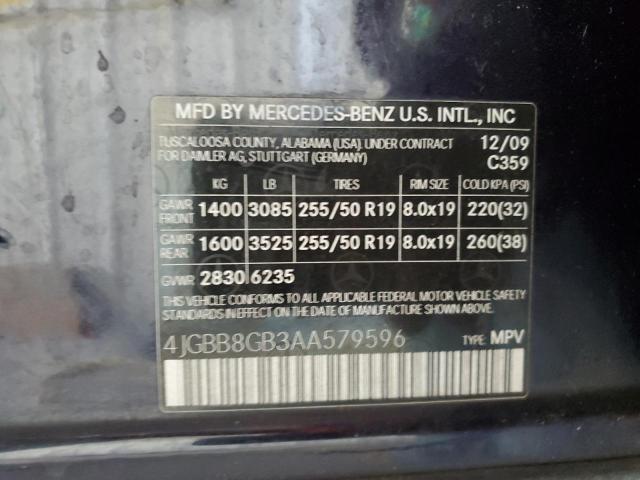 MFD BY MERCEDES-BENZ U.S. INTL., INC
TUSCALOOSA COUNTY, ALABAMA (USA), UNDER CONTRACT 12/09
FOR DAIMLER AG, STUTTGART (GERMANY) C359
KG LB TIRES RIM SIZE COLD KPA (PSI)
GAWR FRONT 1400 3085 255/50 R19 8.0x19 220(32)
GAWR REAR 1600 3525 255/50 R19 8.0x19 260(38)
GVWR 2830 6235
THIS VEHICLE CONFORMS TO ALL APPLICABLE FEDERAL MOTOR VEHICLE SAFETY
STANDARDS IN EFFECT ON THE DATE OF MANUFACTURE SHOWN ABOVE.
4JGBB8GB3AA579596 TYPE: MPV